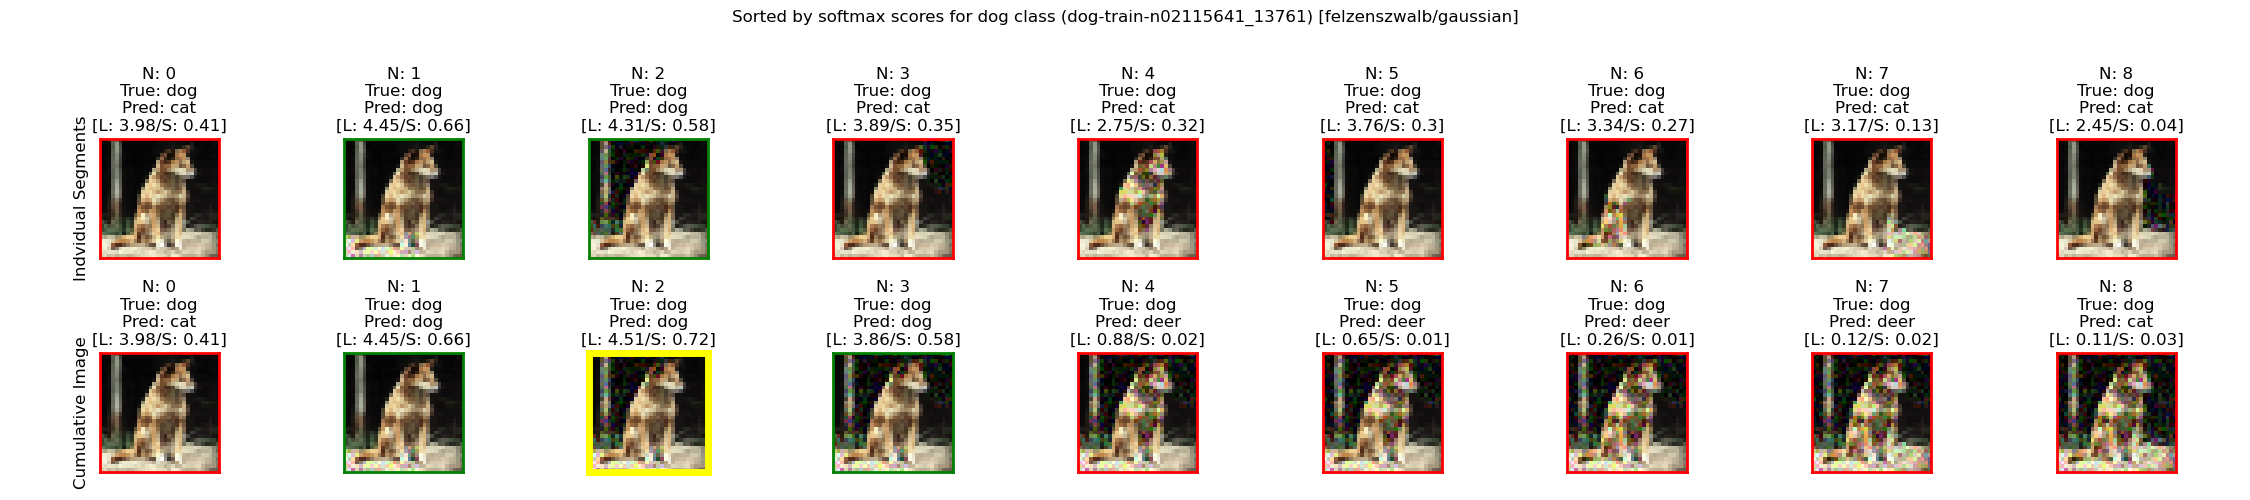 Sorted by softmax scores for dog class (dog-train-n02115641_13761) [felzenszwalb/gaussian]
Indvidual Segments
N: 0
True: dog
Pred: cat
[L: 3.98/S: 0.41]
N: 1
True: dog
Pred: dog
[L: 4.45/S: 0.66]
N: 2
True: dog
Pred: dog
[L: 4.31/S: 0.58]
N: 3
True: dog
Pred: cat
[L: 3.89/S: 0.35]
N: 4
True: dog
Pred: cat
[L: 2.75/S: 0.32]
N: 5
True: dog
Pred: cat
[L: 3.76/S: 0.3]
N: 6
True: dog
Pred: cat
[L: 3.34/S: 0.27]
N: 7
True: dog
Pred: cat
[L: 3.17/S: 0.13]
N: 8
True: dog
Pred: cat
[L: 2.45/S: 0.04]
Cumulative Image
N: 0
True: dog
Pred: cat
[L: 3.98/S: 0.41]
N: 1
True: dog
Pred: dog
[L: 4.45/S: 0.66]
N: 2
True: dog
Pred: dog
[L: 4.51/S: 0.72]
N: 3
True: dog
Pred: dog
[L: 3.86/S: 0.58]
N: 4
True: dog
Pred: deer
[L: 0.88/S: 0.02]
N: 5
True: dog
Pred: deer
[L: 0.65/S: 0.01]
N: 6
True: dog
Pred: deer
[L: 0.26/S: 0.01]
N: 7
True: dog
Pred: deer
[L: 0.12/S: 0.02]
N: 8
True: dog
Pred: cat
[L: 0.11/S: 0.03]